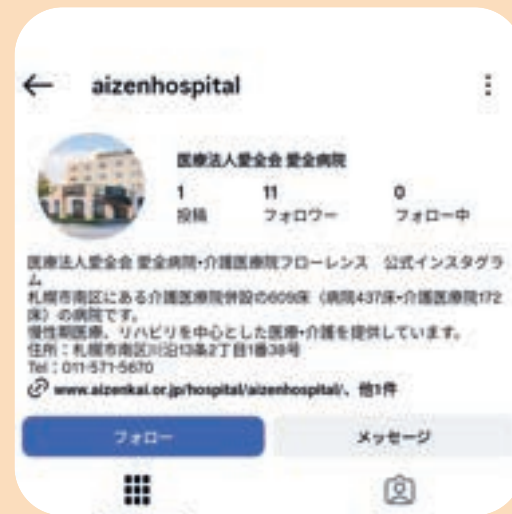 aizenhospital
医療法人愛全会 愛全病院
1 11 0
投稿 フォロワー フォロー中
医療法人愛全会 愛全病院・介護医療院フローレンス 公式インスタグラ
ム
札幌市南区にある介護医療院併設の609床（病院437床・介護医療院172
床）の病院です。
慢性期医療、リハビリを中心とした医療・介護を提供しています。
住所：札幌市南区川沿13条2丁目1番38号
Tel：011-571-5670
www.aizenkai.or.jp/hospital/aizenhospital/、他1件
フォロー メッセージ